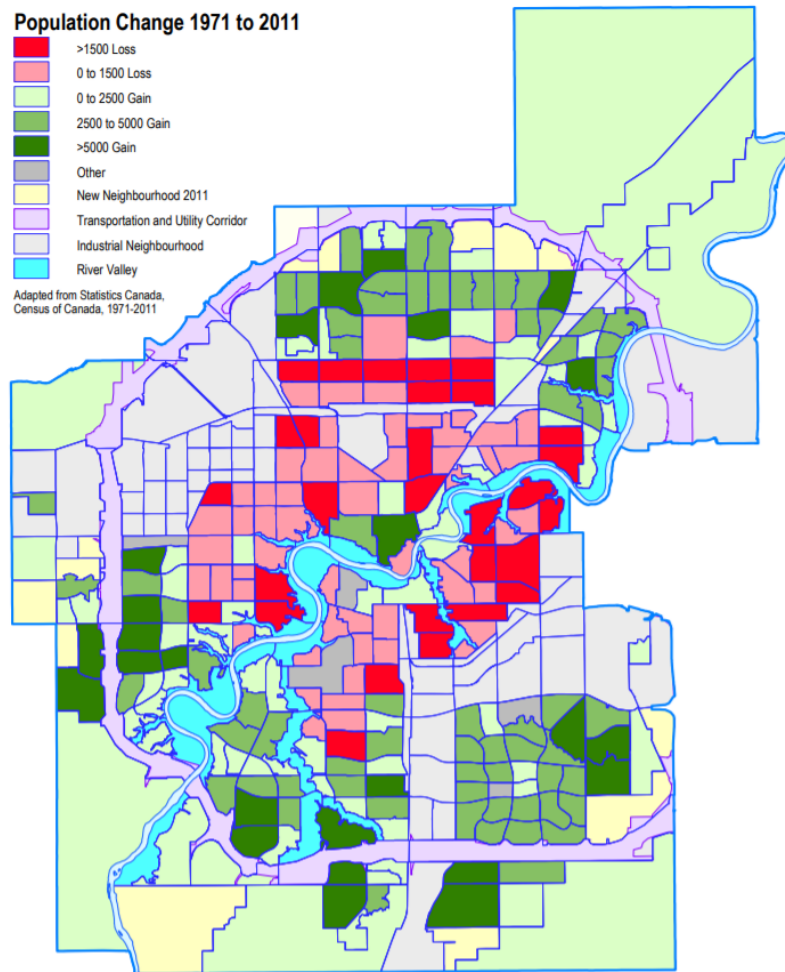 Population Change 1971 to 2011
>1500 Loss
0 to 1500 Loss
0 to 2500 Gain
2500 to 5000 Gain
>5000 Gain
Other
New Neighbourhood 2011
Transportation and Utility Corridor
Industrial Neighbourhood
River Valley
Adapted from Statistics Canada,
Census of Canada, 1971-2011